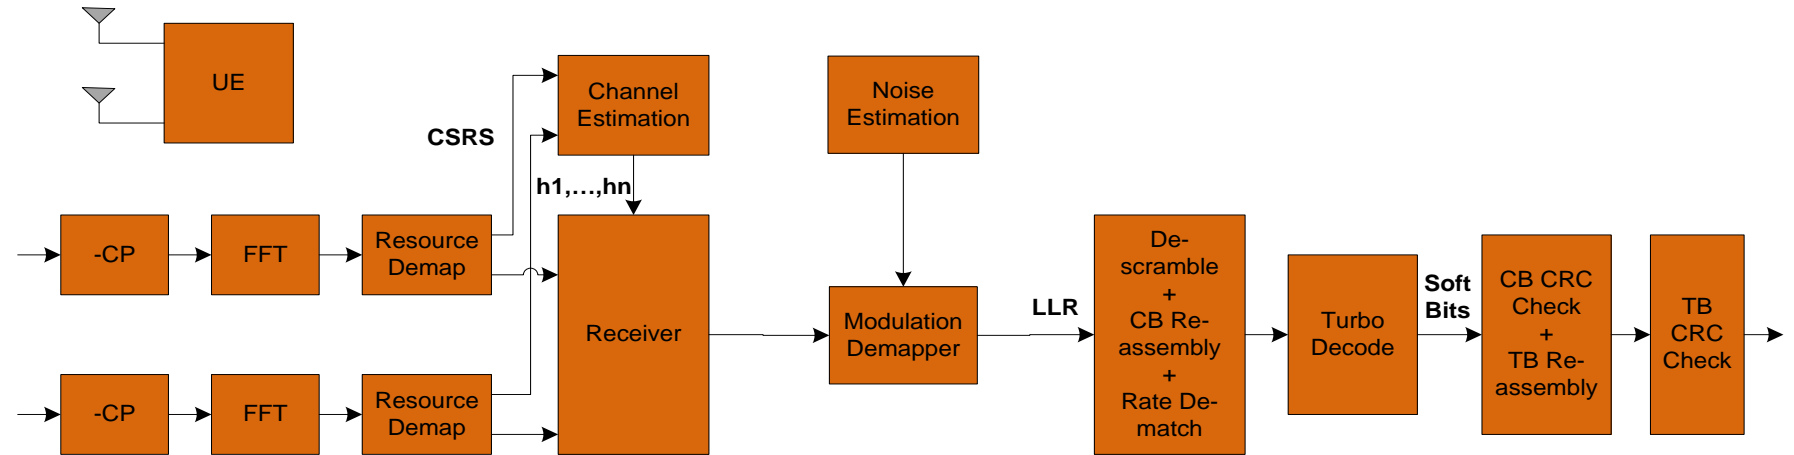 UE
Channel
Estimation
Noise
Estimation
CSRS
h1,...,hn
-CP
FFT
Resource
Demap
Receiver
Modulation
Demapper
LLR
De-
scramble
+
CB Re-
assembly
+
Rate De-
match
Turbo
Decode
Soft
Bits
CB CRC
Check
+
TB Re-
assembly
TB
CRC
Check
-CP
FFT
Resource
Demap